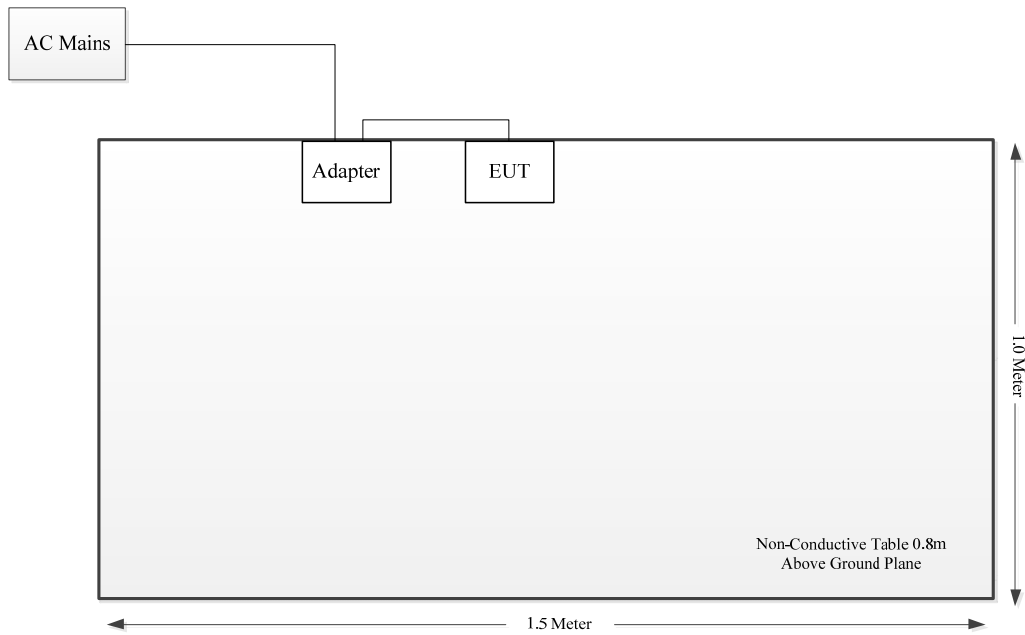 AC Mains
Adapter
EUT
1.0 Meter
Non-Conductive Table 0.8m
Above Ground Plane
1.5 Meter